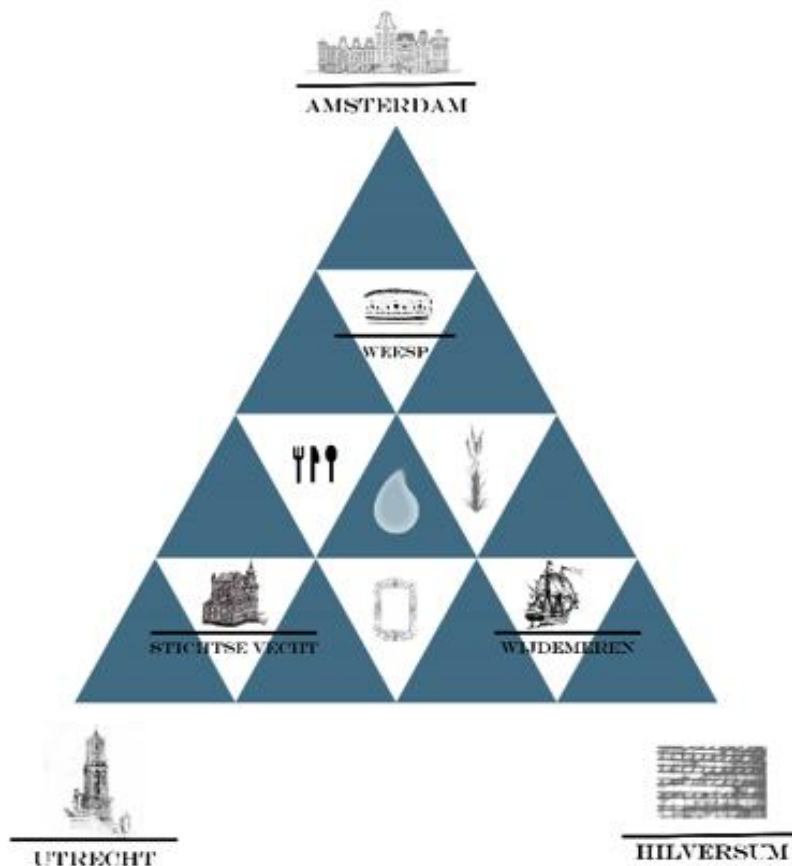 AMSTERDAM
WEESP
STICHTSE VECHT
WIJDEMEREN
UTRECHT
HILVERSUM